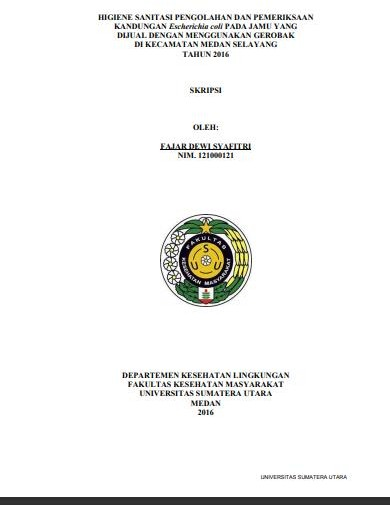 HIGIENE SANITASI PENGOLAHAN DAN PEMERIKSAAN
KANDUNGAN Escherichia coli PADA JAMU YANG
DIJUAL DENGAN MENGGUNAKAN GEROBAK
DI KECAMATAN MEDAN SELAYANG
TAHUN 2016
SKRIPSI
OLEH:
FAJAR DEWI SYAFITRI
NIM. 121000121
FAKULTAS
USU
KESEHATAN MASYARAKAT
DEPARTEMEN KESEHATAN LINGKUNGAN
FAKULTAS KESEHATAN MASYARAKAT
UNIVERSITAS SUMATERA UTARA
MEDAN
2016
UNIVERSITAS SUMATERA UTARA